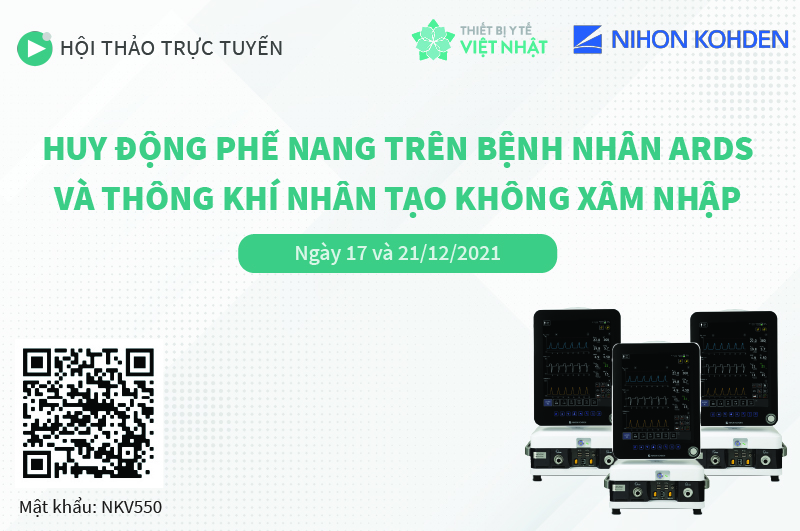 HỘI THẢO TRỰC TUYẾN
THIẾT BỊ Y TẾ
VIỆT NHẬT
NIHON KOHDEN
HUY ĐỘNG PHẾ NANG TRÊN BỆNH NHÂN ARDS
VÀ THÔNG KHÍ NHÂN TẠO KHÔNG XÂM NHẬP
Ngày 17 và 21/12/2021
Mật khẩu: NKV550